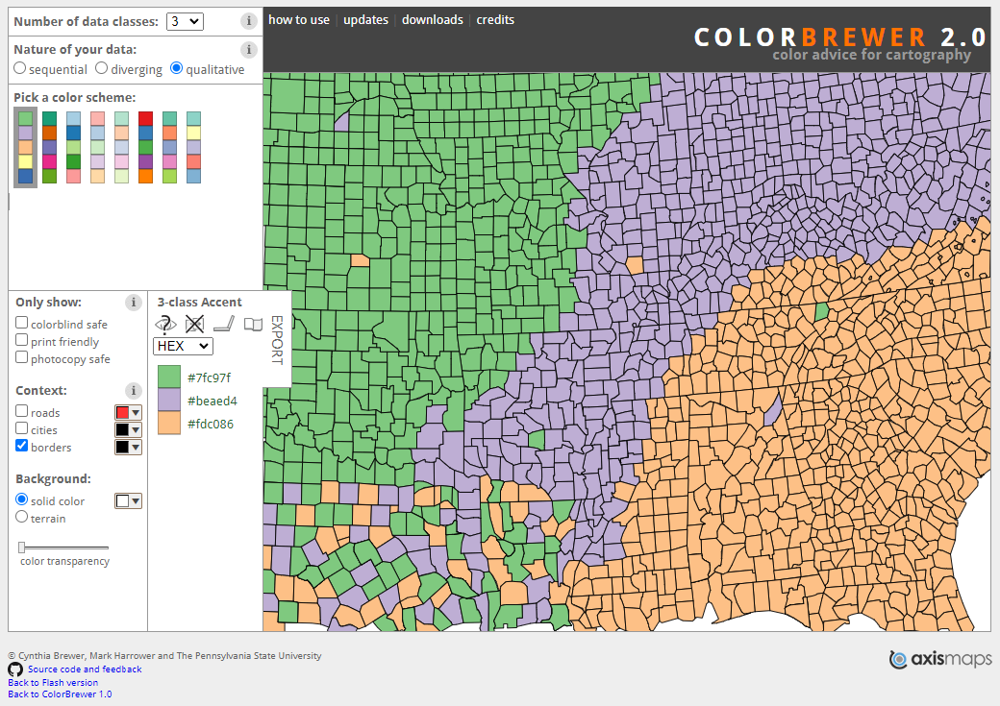 Number of data classes: 3 i
how to use | updates | downloads | credits
COLORBREWER 2.0
color advice for cartography
Nature of your data: i
sequential diverging qualitative
Pick a color scheme:
Only show: i
colorblind safe
print friendly
photocopy safe
Context: i
roads
cities
borders
Background:
solid color
terrain
color transparency
3-class Accent
?
HEX
EXPORT
#7fc97f
#beaed4
#fdc086
© Cynthia Brewer, Mark Harrower and The Pennsylvania State University
Source code and feedback
Back to Flash version
Back to ColorBrewer 1.0
axismaps